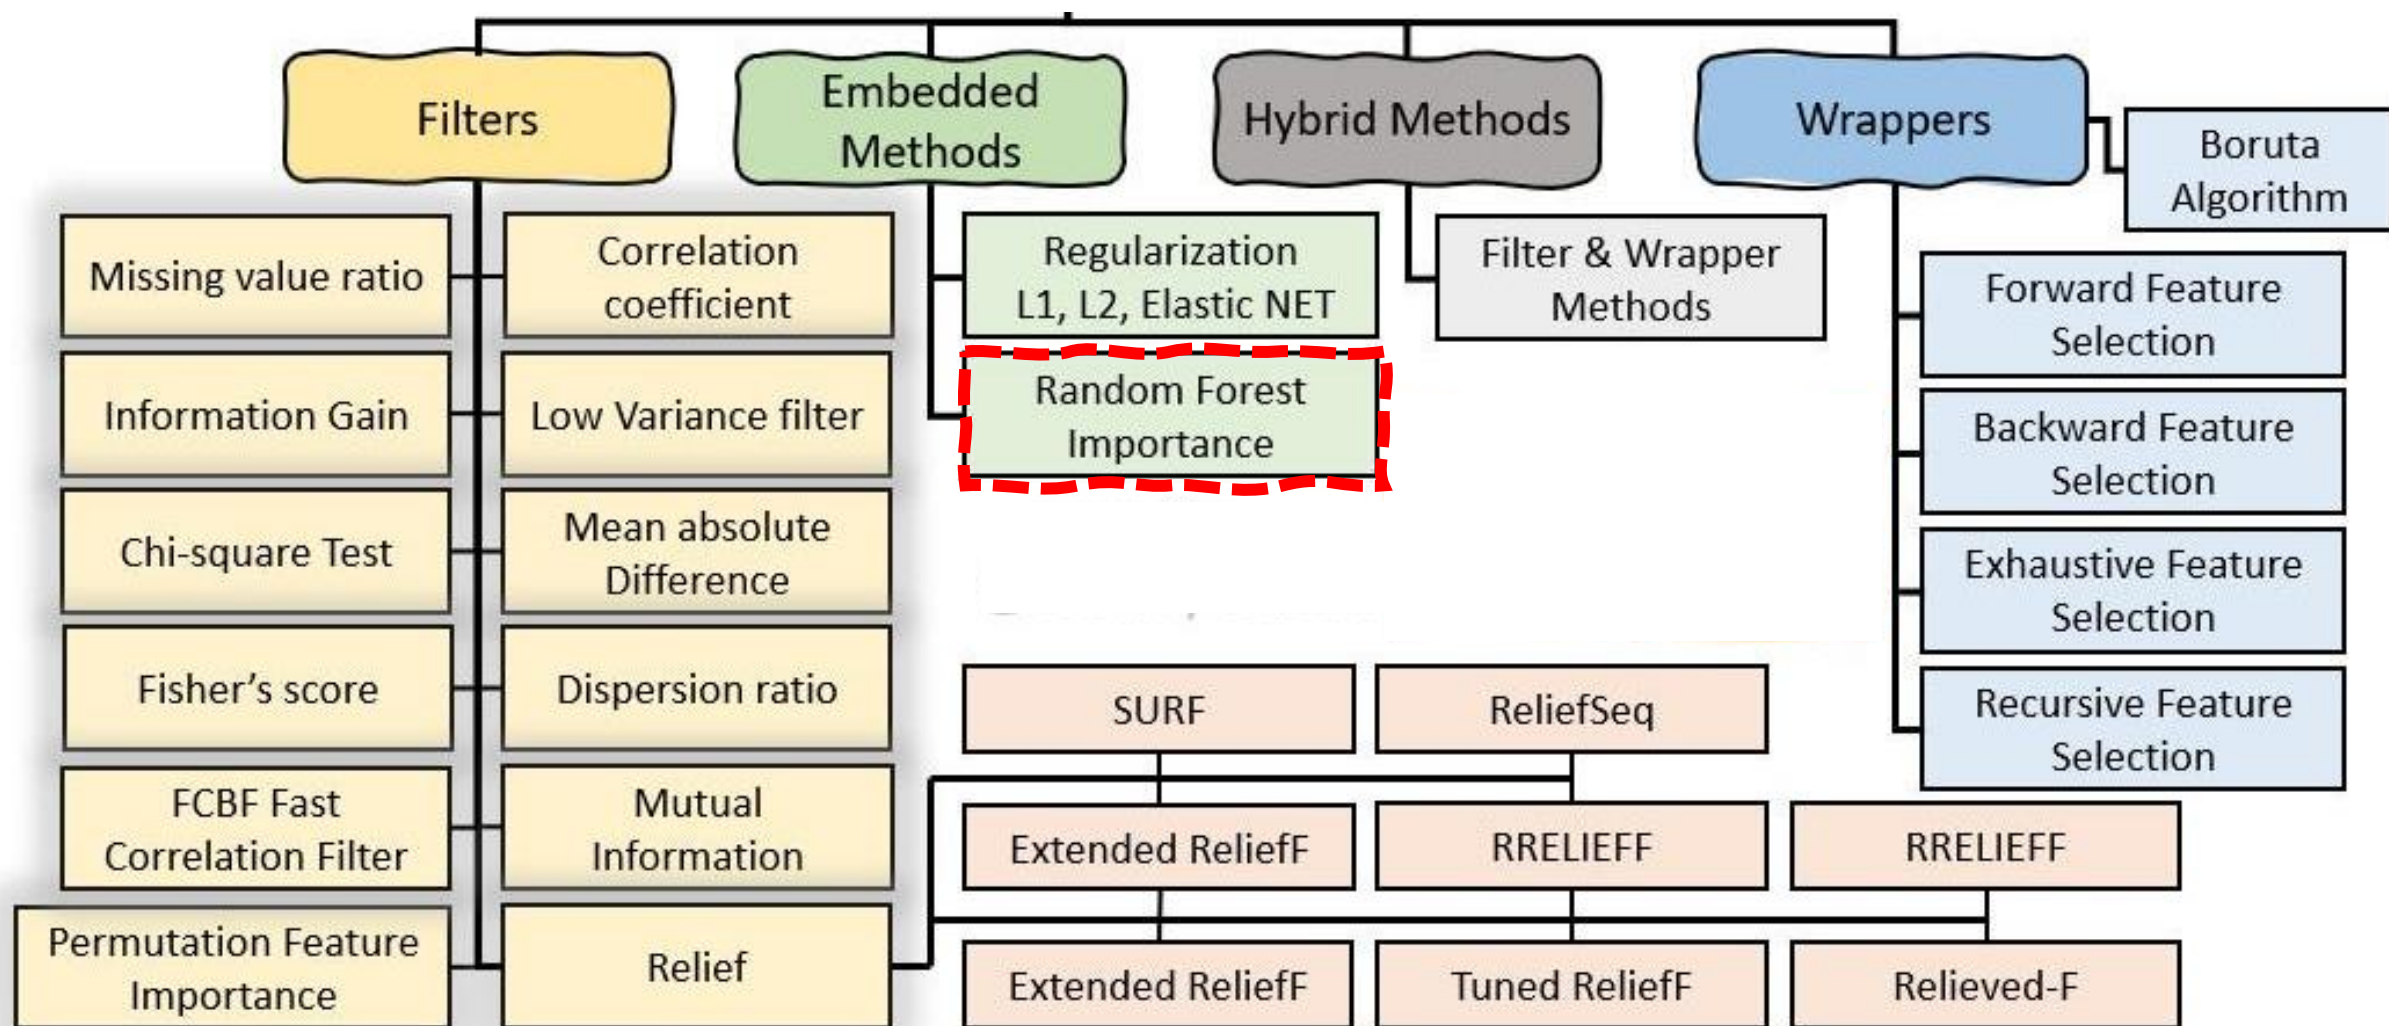 Filters
Embedded
Methods
Hybrid Methods
Wrappers
Boruta
Algorithm
Missing value ratio
Correlation
coefficient
Information Gain
Low Variance filter
Chi-square Test
Mean absolute
Difference
Fisher’s score
Dispersion ratio
FCBF Fast
Correlation Filter
Mutual
Information
Permutation Feature
Importance
Relief
Regularization
L1, L2, Elastic NET
Random Forest
Importance
Filter & Wrapper
Methods
Forward Feature
Selection
Backward Feature
Selection
Exhaustive Feature
Selection
Recursive Feature
Selection
SURF
ReliefSeq
Extended ReliefF
RRELIEFF
RRELIEFF
Extended ReliefF
Tuned ReliefF
Relieved-F